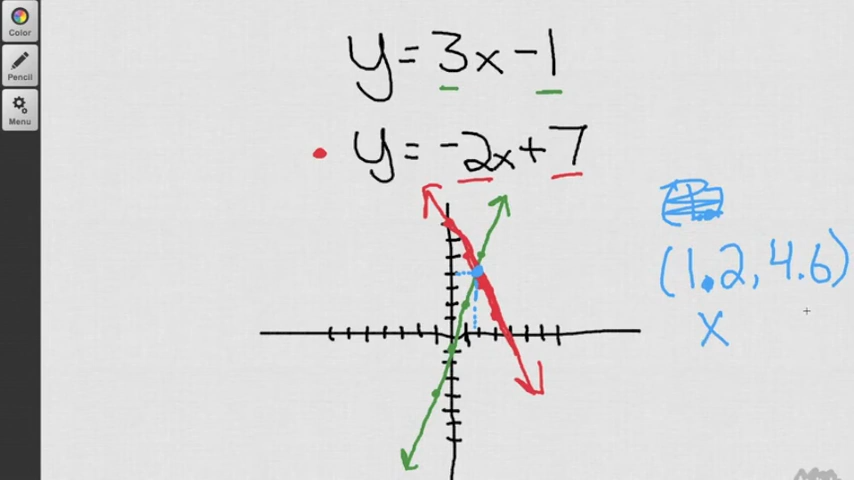 Color
Pencil
Menu
y = 3x - 1
y = -2x + 7
(1.2, 4.6)
x